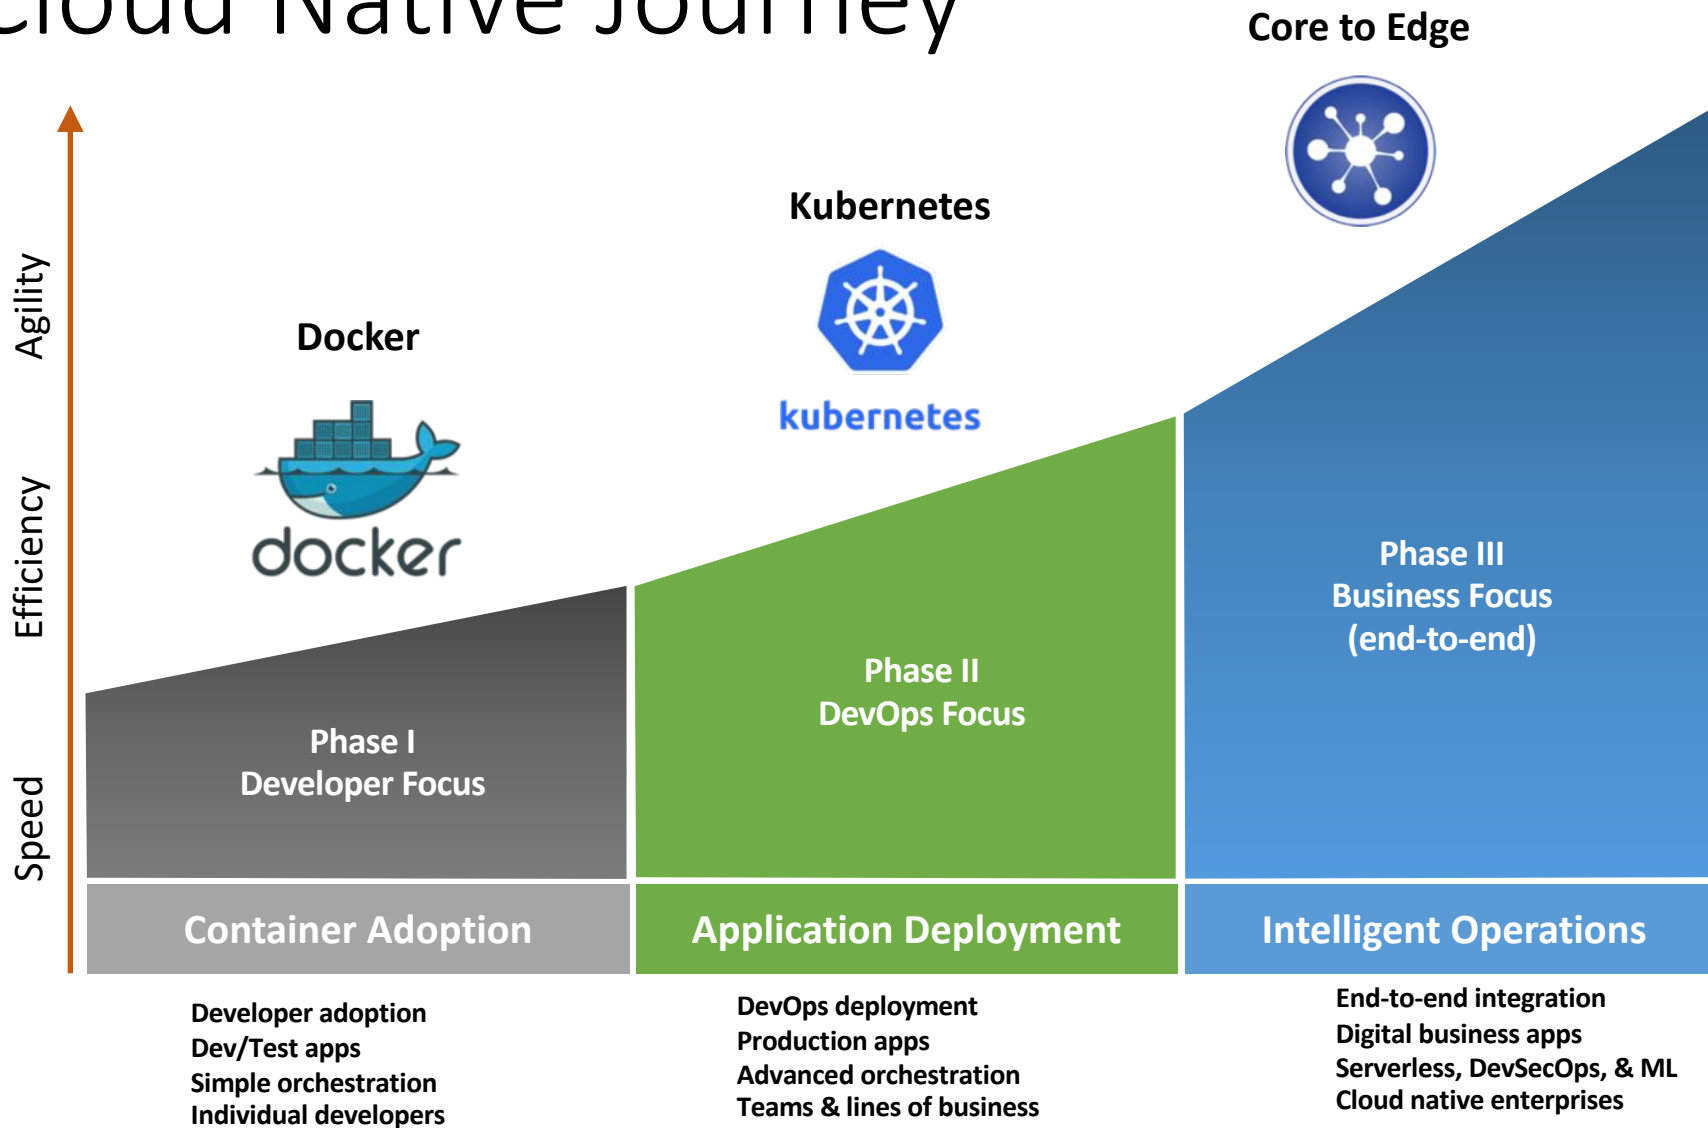 Cloud Native Journey
Core to Edge
Kubernetes
kubernetes
Docker
docker
Agility
Efficiency
Speed
Phase I
Developer Focus
Phase II
DevOps Focus
Phase III
Business Focus
(end-to-end)
Container Adoption
Application Deployment
Intelligent Operations
Developer adoption
Dev/Test apps
Simple orchestration
Individual developers
DevOps deployment
Production apps
Advanced orchestration
Teams & lines of business
End-to-end integration
Digital business apps
Serverless, DevSecOps, & ML
Cloud native enterprises